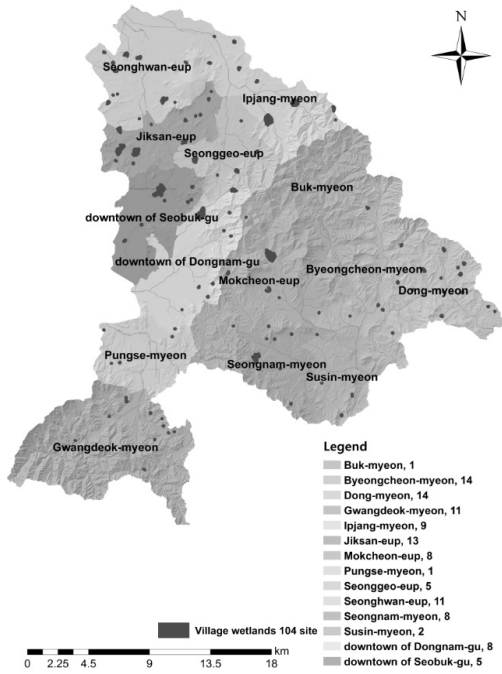 N
Seonghwan-eup
Ipjang-myeon
Jiksan-eup
Seonggeo-eup
Buk-myeon
downtown of Seobuk-gu
downtown of Dongnam-gu
Byeongcheon-myeon
Mokcheon-eup
Dong-myeon
Pungse-myeon
Seongnam-myeon
Susin-myeon
Gwangdeok-myeon
Legend
Buk-myeon, 1
Byeongcheon-myeon, 14
Dong-myeon, 14
Gwangdeok-myeon, 11
Ipjang-myeon, 9
Jiksan-eup, 13
Mokcheon-eup, 8
Pungse-myeon, 1
Seonggeo-eup, 5
Seonghwan-eup, 11
Seongnam-myeon, 8
Susin-myeon, 2
downtown of Dongnam-gu, 8
downtown of Seobuk-gu, 5
Village wetlands 104 site
km
0 2.25 4.5 9 13.5 18